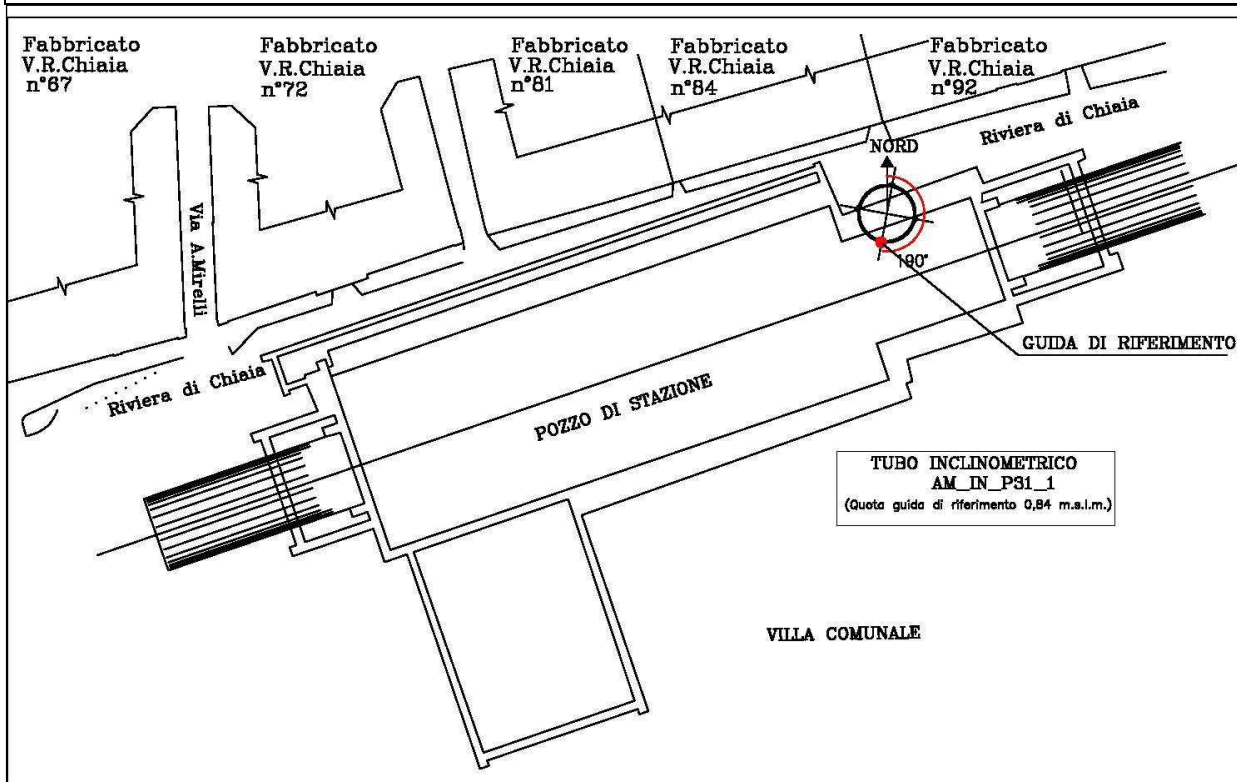 Fabbricato
V.R.Chiaia
n°67
Fabbricato
V.R.Chiaia
n°72
Fabbricato
V.R.Chiaia
n°81
Fabbricato
V.R.Chiaia
n°84
Fabbricato
V.R.Chiaia
n°92
Riviera di Chiaia
NORD
190°
Via A.Mirelli
GUIDA DI RIFERIMENTO
Riviera di Chiaia
POZZO DI STAZIONE
TUBO INCLINOMETRICO
AM_IN_P31_1
(Quota guida di riferimento 0,84 m.s.l.m.)
VILLA COMUNALE